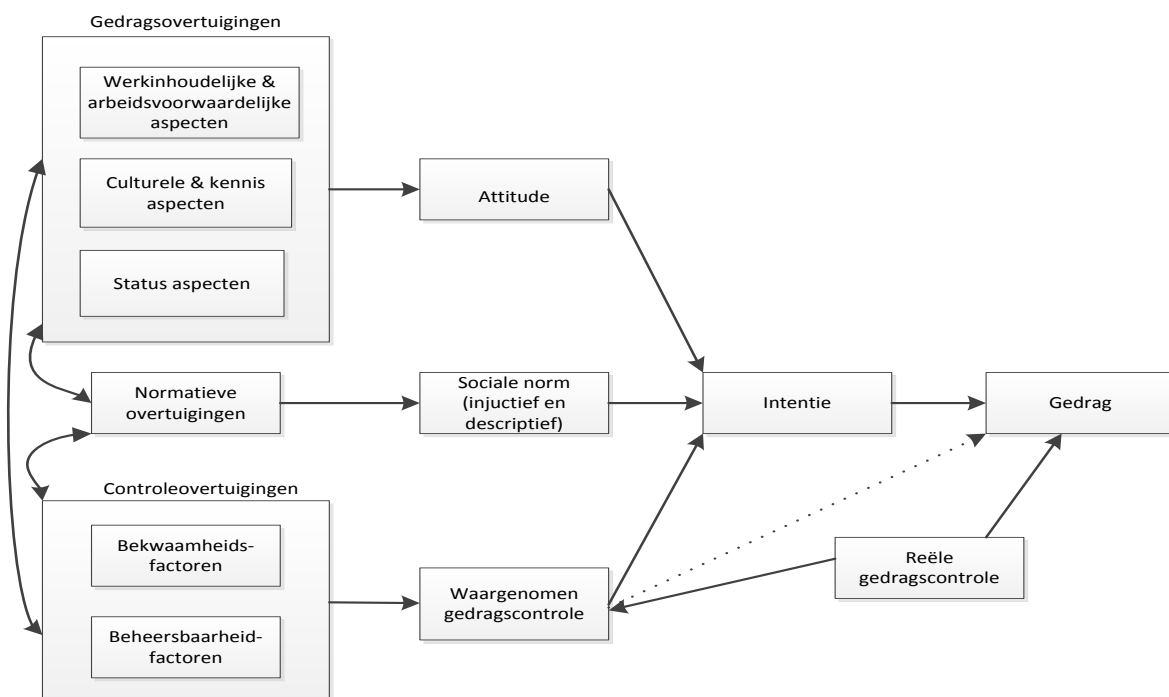 Gedragsovertuigingen
Werkinhoudelijke &
arbeidsvoorwaardelijke
aspecten
Culturele & kennis
aspecten
Status aspecten
Attitude
Normatieve
overtuigingen
Sociale norm
(injuctief en
descriptief)
Intentie
Gedrag
Controleovertuigingen
Bekwaamheids-
factoren
Beheersbaarheid-
factoren
Waargenomen
gedragscontrole
Reële
gedragscontrole